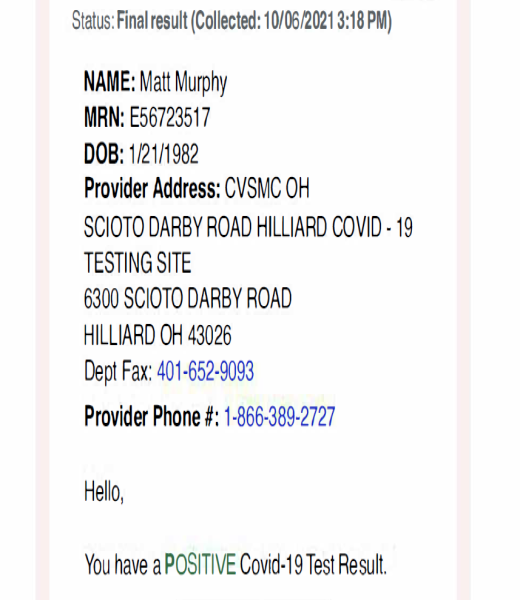 Status: Final result (Collected: 10/06/2021 3:18 PM)
NAME: Matt Murphy
MRN: E56723517
DOB: 1/21/1982
Provider Address: CVSMC OH
SCIOTO DARBY ROAD HILLIARD COVID - 19
TESTING SITE
6300 SCIOTO DARBY ROAD
HILLIARD OH 43026
Dept Fax: 401-652-9093
Provider Phone #: 1-866-389-2727
Hello,
You have a POSITIVE Covid-19 Test Result.